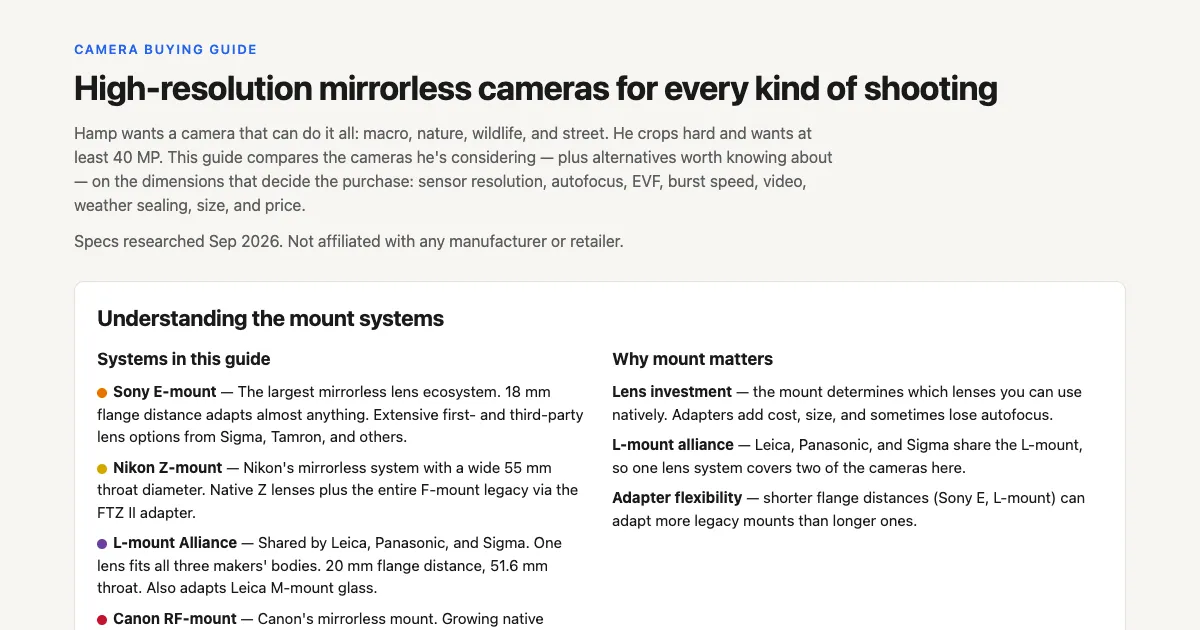 CAMERA BUYING GUIDE
High-resolution mirrorless cameras for every kind of shooting
Hamp wants a camera that can do it all: macro, nature, wildlife, and street. He crops hard and wants at
least 40 MP. This guide compares the cameras he's considering — plus alternatives worth knowing about
— on the dimensions that decide the purchase: sensor resolution, autofocus, EVF, burst speed, video,
weather sealing, size, and price.
Specs researched Sep 2026. Not affiliated with any manufacturer or retailer.
Understanding the mount systems
Systems in this guide
Sony E-mount — The largest mirrorless lens ecosystem. 18 mm
flange distance adapts almost anything. Extensive first- and third-party
lens options from Sigma, Tamron, and others.
Nikon Z-mount — Nikon's mirrorless system with a wide 55 mm
throat diameter. Native Z lenses plus the entire F-mount legacy via the
FTZ II adapter.
L-mount Alliance — Shared by Leica, Panasonic, and Sigma. One
lens fits all three makers' bodies. 20 mm flange distance, 51.6 mm
throat. Also adapts Leica M-mount glass.
Canon RF-mount — Canon's mirrorless mount. Growing native
Why mount matters
Lens investment — the mount determines which lenses you can use
natively. Adapters add cost, size, and sometimes lose autofocus.
L-mount alliance — Leica, Panasonic, and Sigma share the L-mount,
so one lens system covers two of the cameras here.
Adapter flexibility — shorter flange distances (Sony E, L-mount) can
adapt more legacy mounts than longer ones.